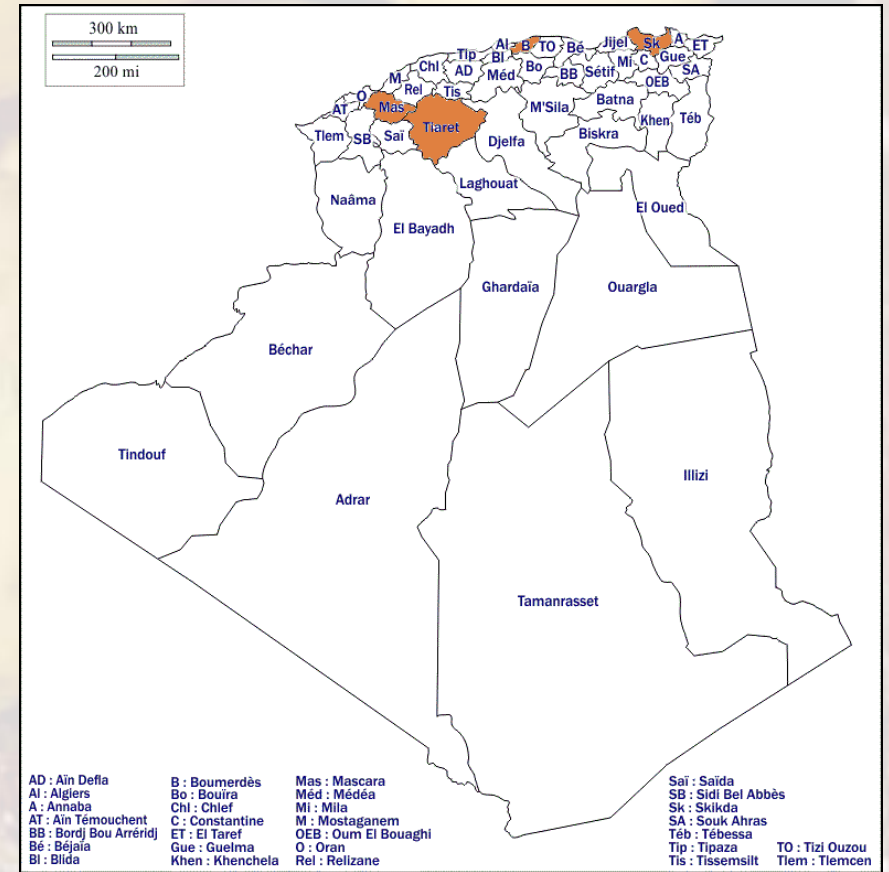 300 km
200 mi
Al B TO Bé Jijel Sk A ET
Tip Bl Mi C Gue
Chl AD Méd Bo BB Sétif OEB SA
M Rel Tis
O Mas M'Sila Batna
AT Tiaret Khen Téb
Tlem SB Saï Djelfa Biskra
Laghouat
Naâma El Oued
El Bayadh
Ghardaïa Ouargla
Béchar
Tindouf
Illizi
Adrar
Tamanrasset
AD : Aïn Defla
Al : Algiers
A : Annaba
AT : Aïn Témouchent
BB : Bordj Bou Arréridj
Bé : Béjaïa
Bl : Blida
B : Boumerdès
Bo : Bouïra
Chl : Chlef
C : Constantine
ET : El Taref
Gue : Guelma
Khen : Khenchela
Mas : Mascara
Méd : Médéa
Mi : Mila
M : Mostaganem
OEB : Oum El Bouaghi
O : Oran
Rel : Relizane
Saï : Saïda
SB : Sidi Bel Abbès
Sk : Skikda
SA : Souk Ahras
Téb : Tébessa
Tip : Tipaza
Tis : Tissemsilt
TO : Tizi Ouzou
Tlem : Tlemcen